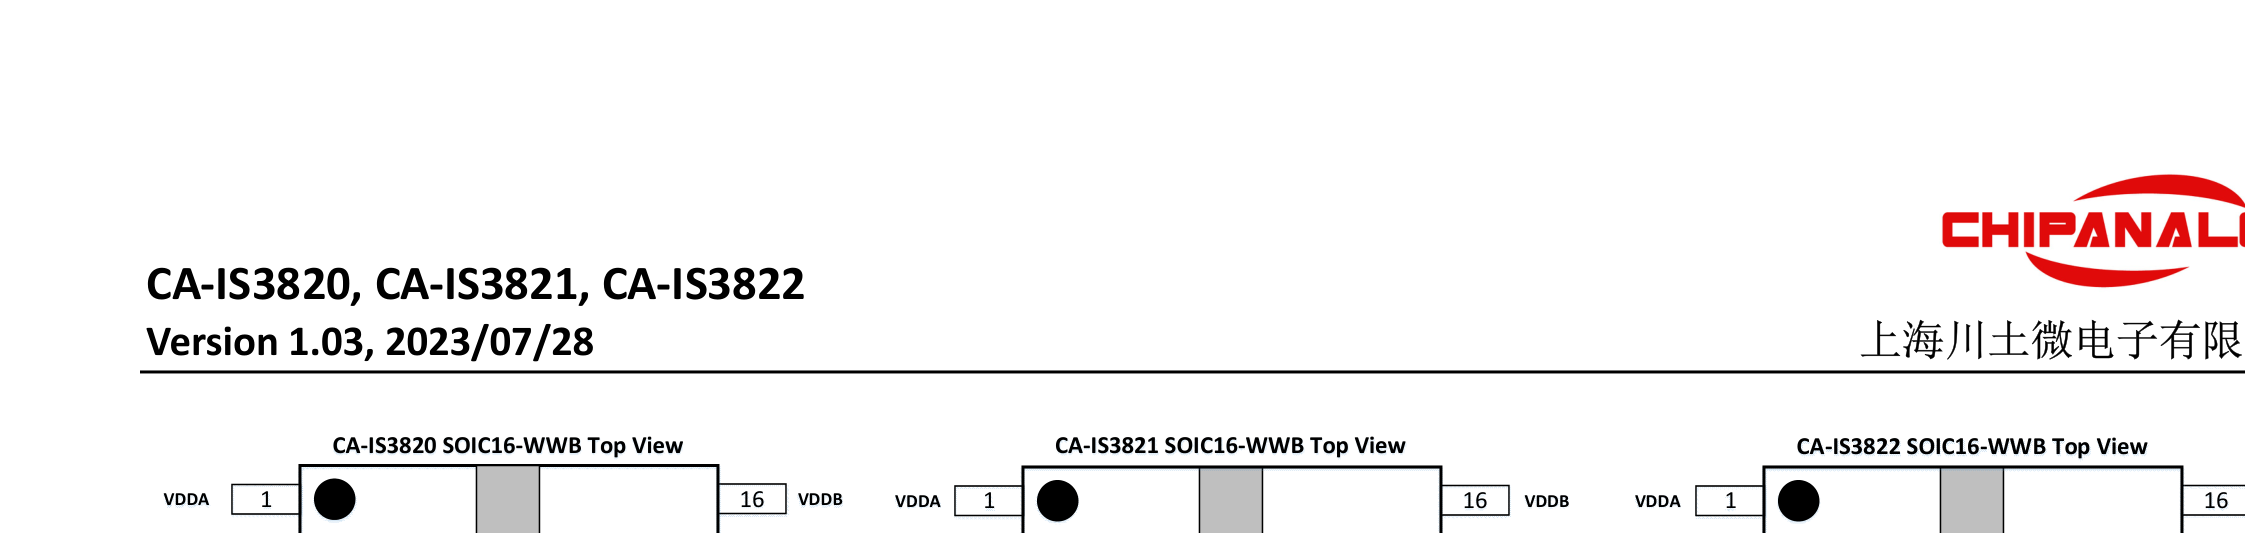 CHIPANAL
CA-IS3820, CA-IS3821, CA-IS3822
Version 1.03, 2023/07/28
上海川土微电子有限
CA-IS3820 SOIC16-WWB Top View
CA-IS3821 SOIC16-WWB Top View
CA-IS3822 SOIC16-WWB Top View
VDDA 1 16 VDDB
VDDA 1 16 VDDB
VDDA 1 16